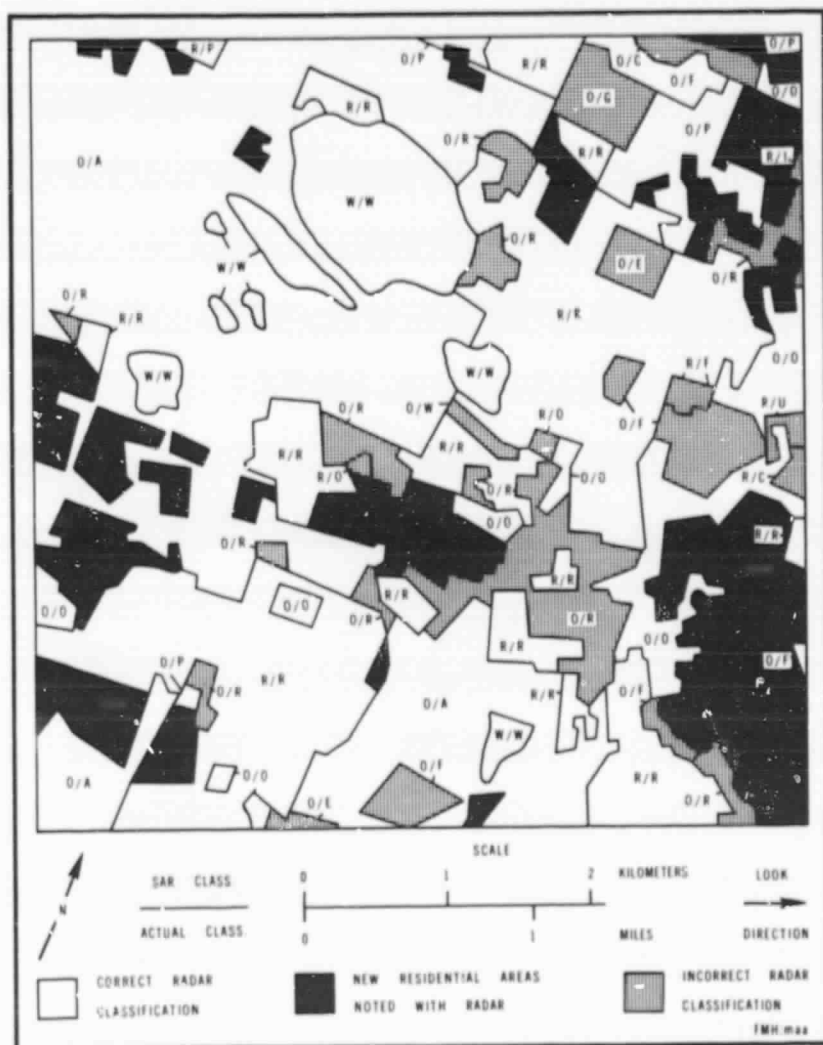 R/P
O/P
R/R
O/C
O/P
O/F
O/O
O/G
R/R
O/P
O/R
R/R
O/A
R/I
W/W
O/R
O/R
O/E
W/W
O/R
R/R
R/R
O/O
W/W
W/W
R/F
O/R
O/W
R/O
O/F
R/U
R/R
R/R
R/O
O/R
O/O
R/C
O/O
R/R
O/R
R/R
O/O
O/O
R/R
O/R
O/R
O/O
R/R
O/P
R/R
O/R
R/R
O/F
O/F
O/A
W/W
O/A
O/O
O/F
R/R
O/R
O/E
SCALE
0 1 2 KILOMETERS
LOOK
SAR CLASS.
N
ACTUAL CLASS.
0 1 MILES
DIRECTION
CORRECT RADAR
CLASSIFICATION
NEW RESIDENTIAL AREAS
NOTED WITH RADAR
INCORRECT RADAR
CLASSIFICATION
FMH:maa